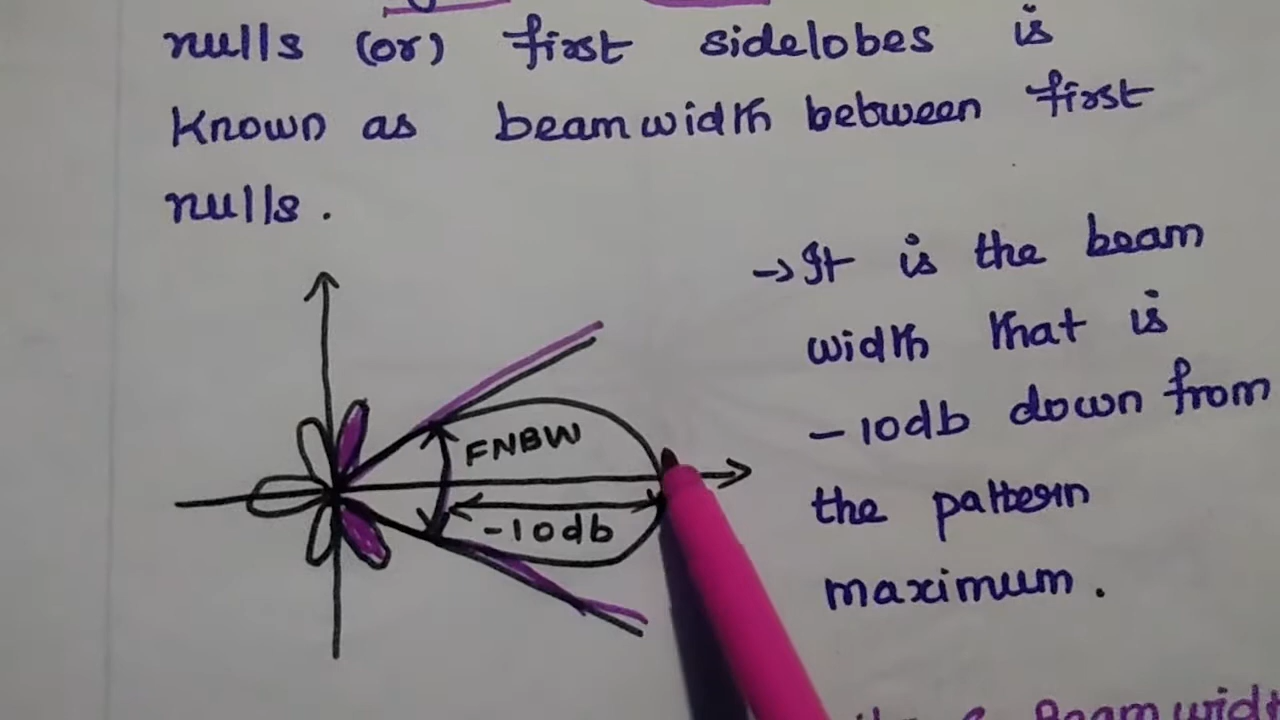 nulls (or) first sidelobes is
known as beamwidth between first
nulls.
→ It is the beam
width that is
-10db down from
the pattern
maximum.
FNBW
-10db
Beamwidt